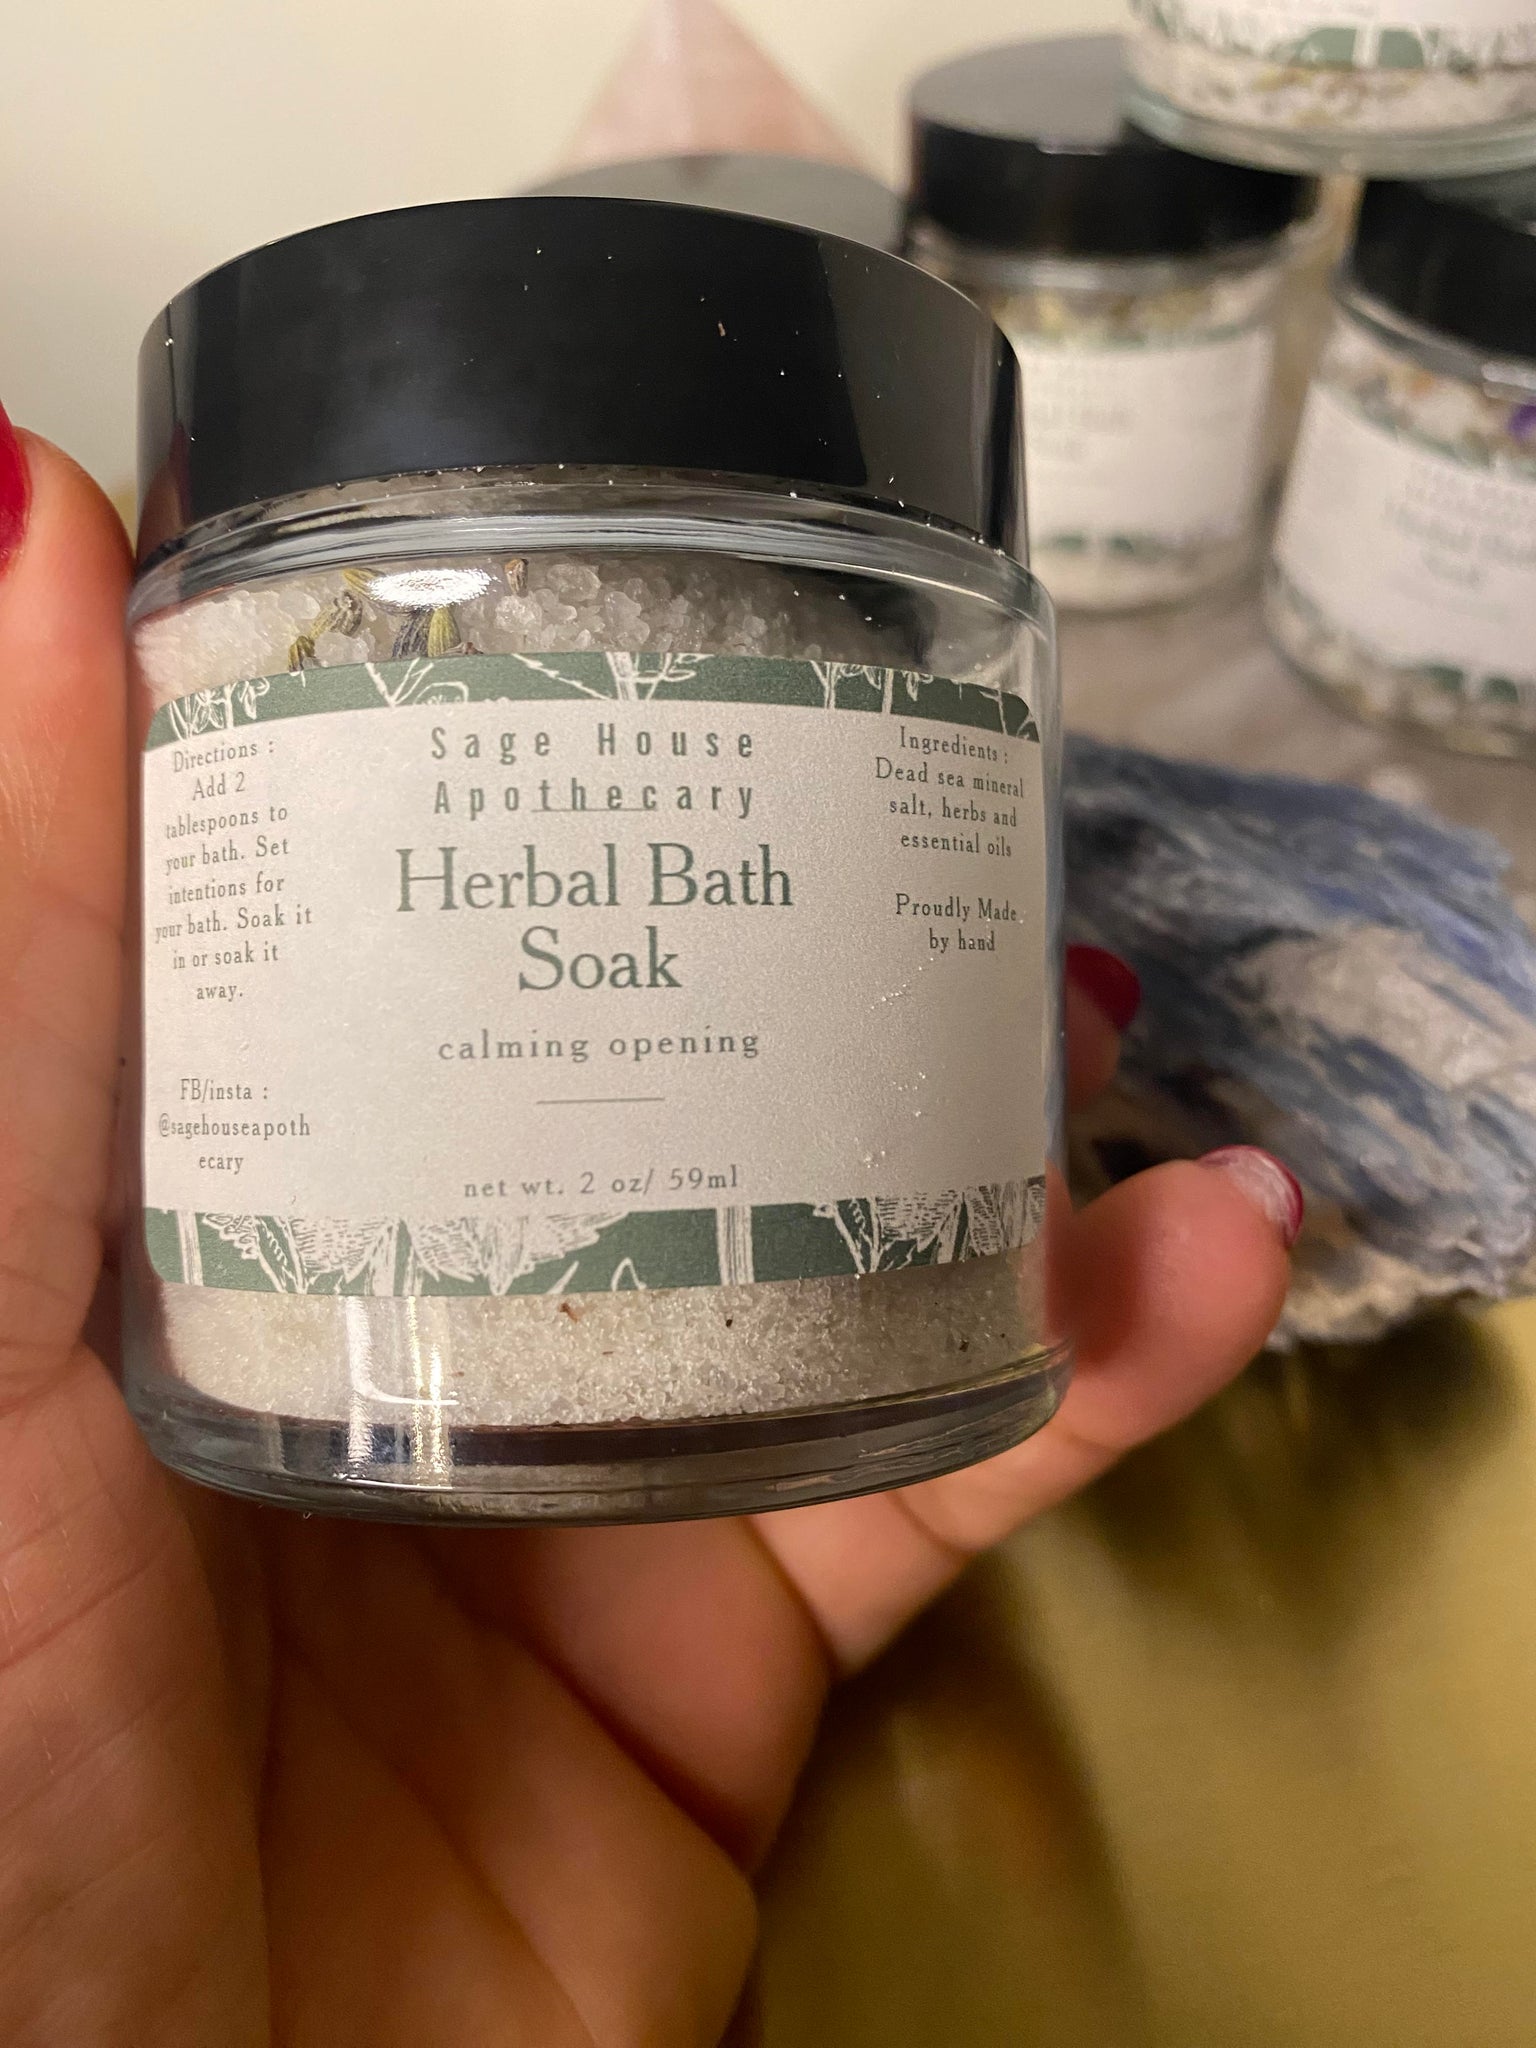 Sage House
Apothecary
Herbal Bath
Soak
calming opening
net wt. 2 oz/ 59ml
Directions :
Add 2
tablespoons to
your bath. Set
intentions for
your bath. Soak it
in or soak it
away.
FB/insta :
@sagehouseapoth
ecary
Ingredients :
Dead sea mineral
salt, herbs and
essential oils
Proudly Made
by hand